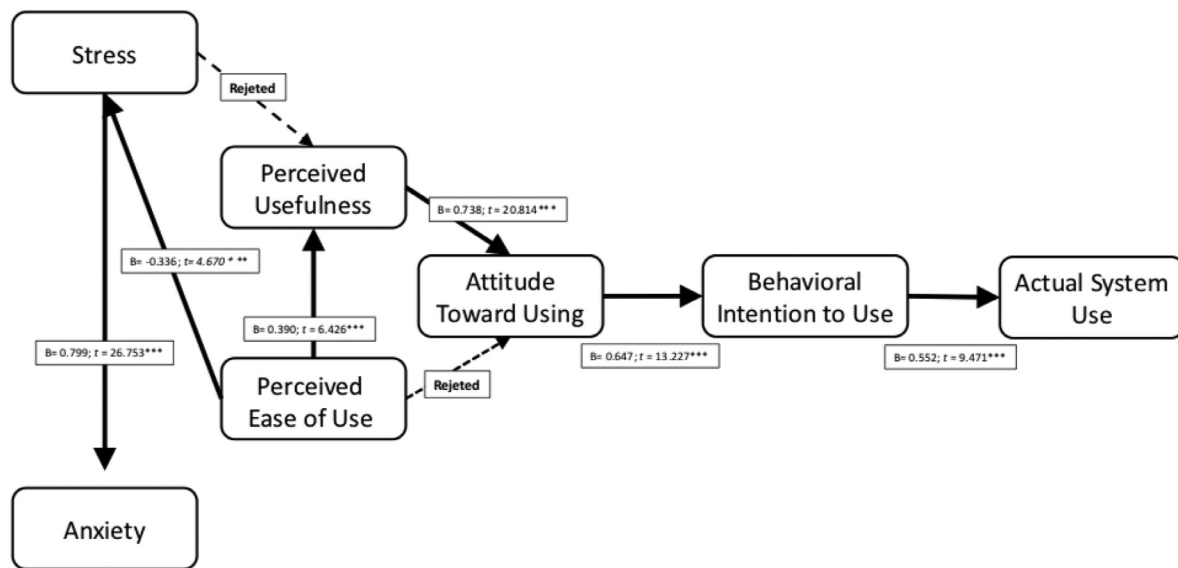 Stress
Rejeted
Perceived
Usefulness
B= 0.738; t = 20.814***
B= -0.336; t= 4.670***
Attitude
Toward Using
Behavioral
Intention to Use
Actual System
Use
B= 0.390; t = 6.426***
B= 0.799; t = 26.753***
B= 0.647; t = 13.227***
B= 0.552; t = 9.471***
Perceived
Ease of Use
Rejeted
Anxiety